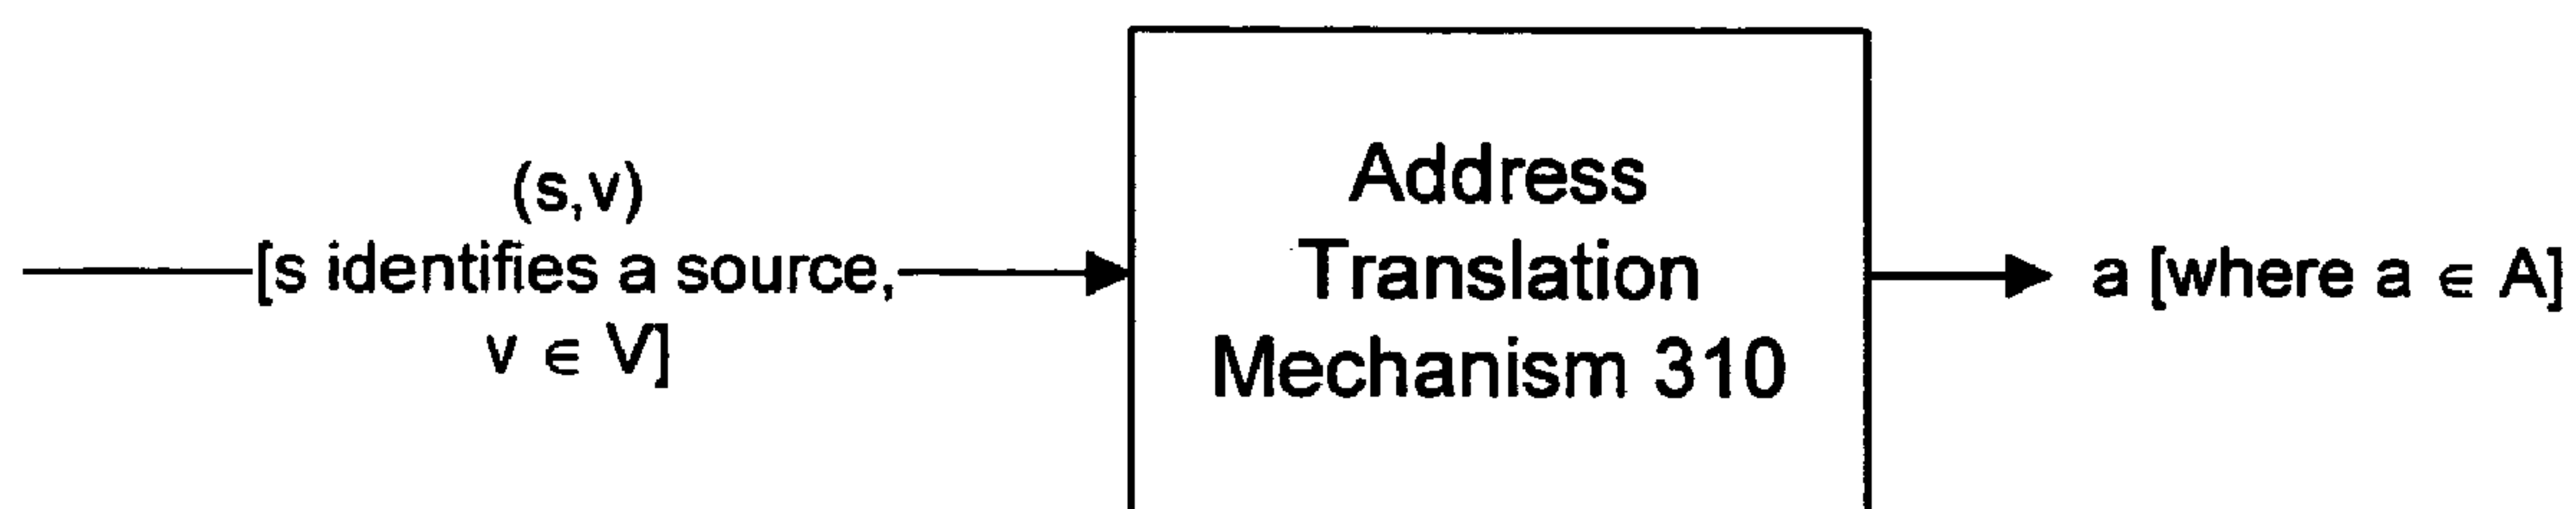 (s,v)
[s identifies a source,
v ∈ V]
Address
Translation
Mechanism 310
a [where a ∈ A]